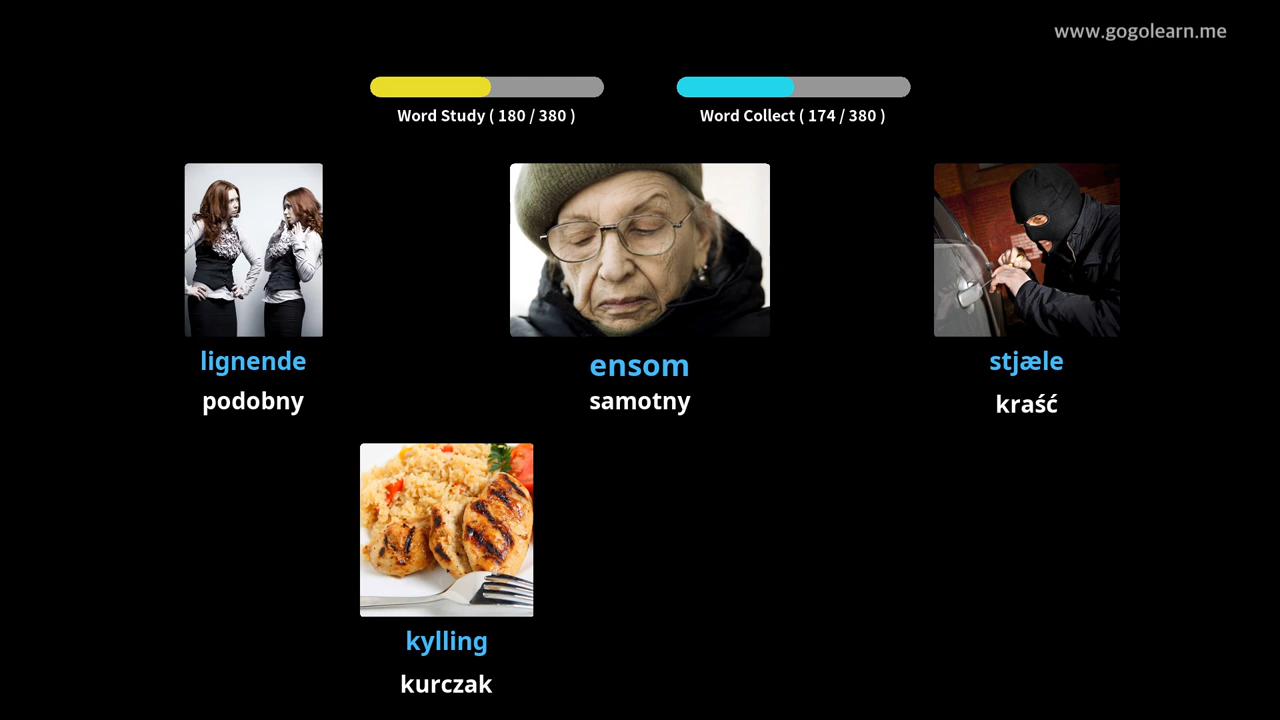 www.gogolearn.me
Word Study ( 180 / 380 )
Word Collect ( 174 / 380 )
lignende
podobny
ensom
samotny
stjæle
kraść
kylling
kurczak